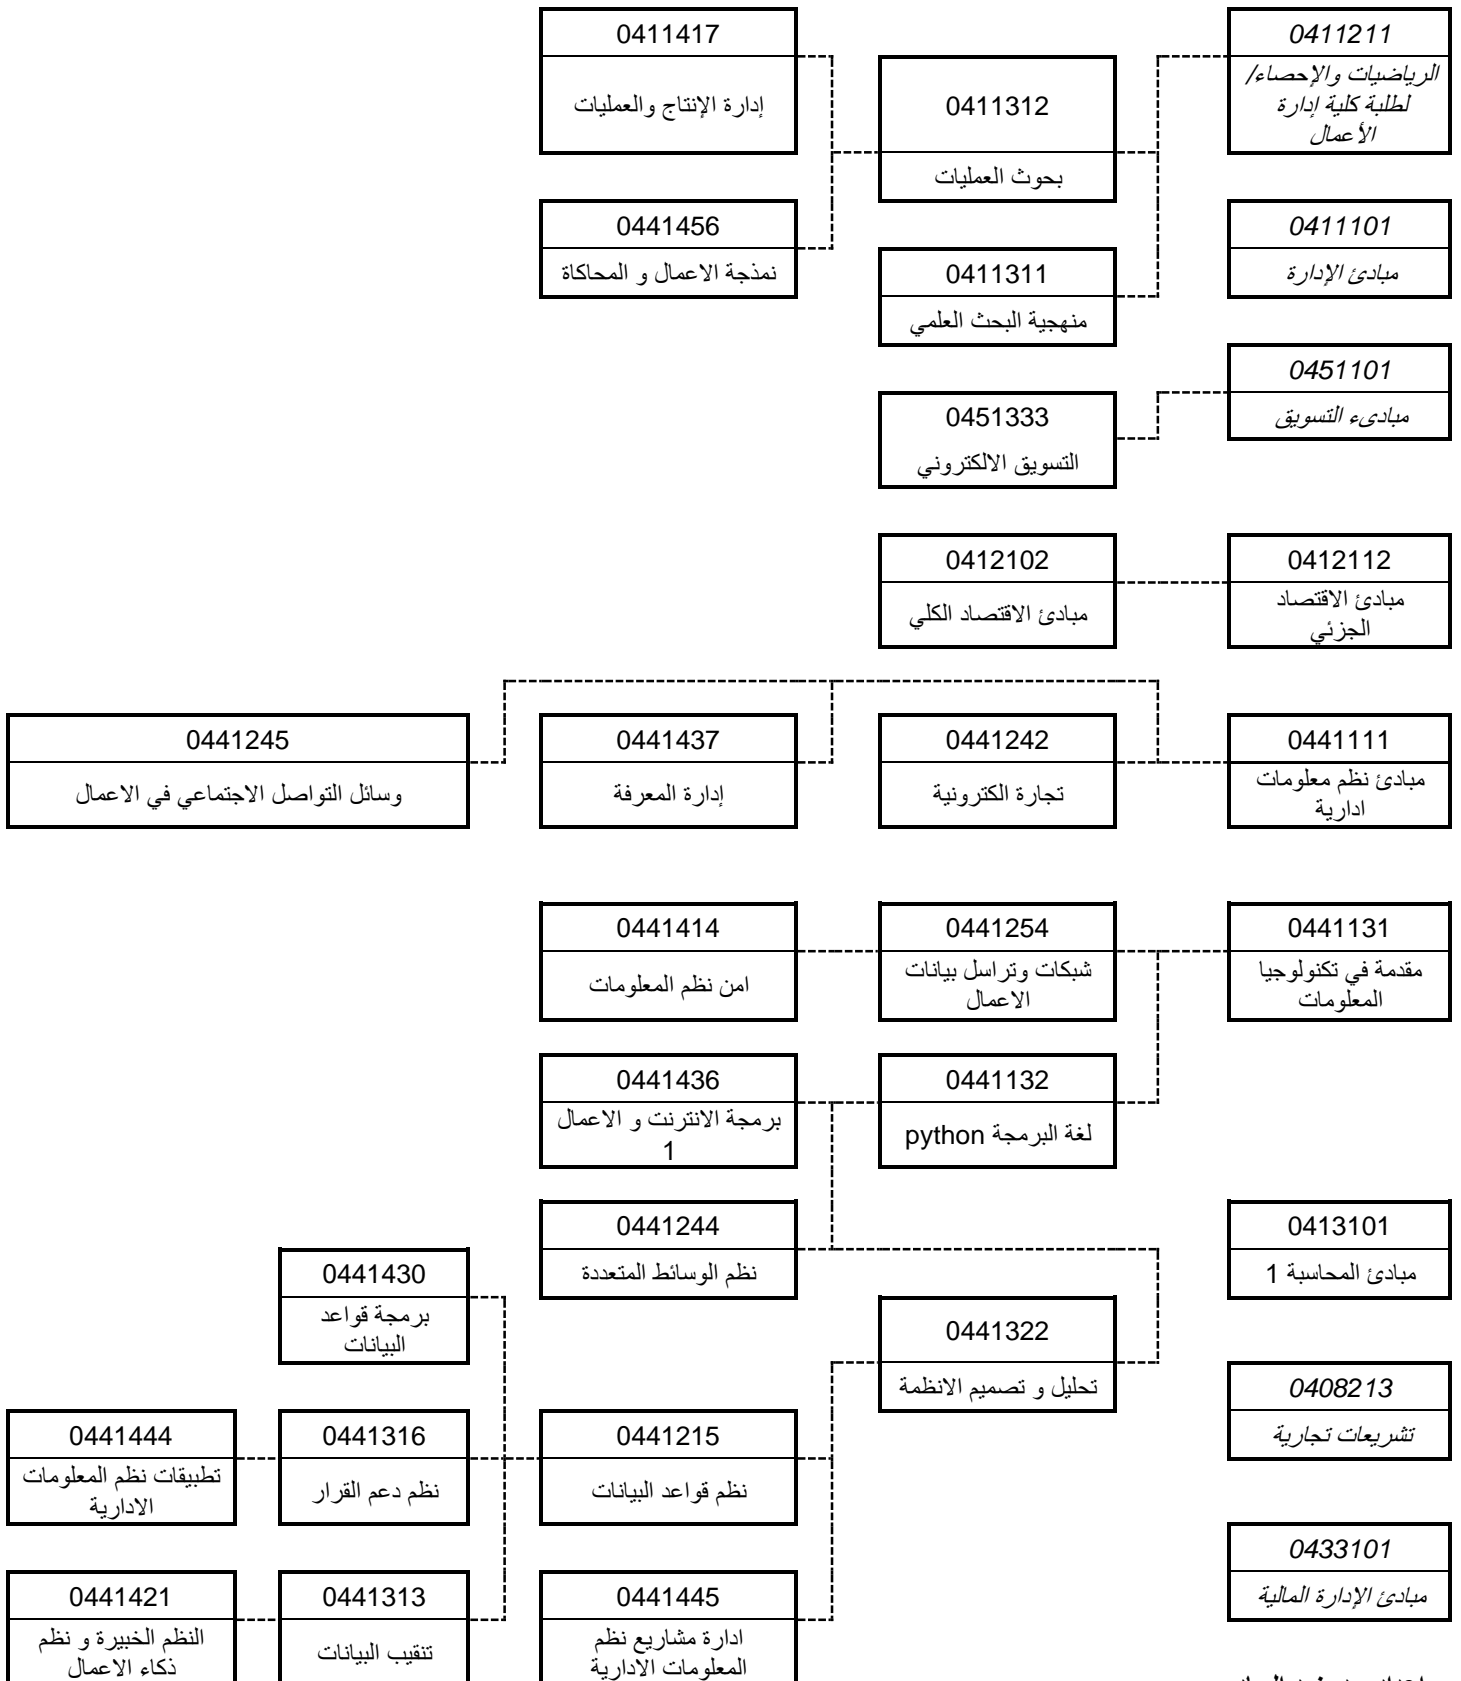 0411211
الرياضيات والإحصاء/
لطلبة كلية إدارة
الأعمال
0411312
بحوث العمليات
0411417
إدارة الإنتاج والعمليات
0411101
مبادئ الإدارة
0441456
نمذجة الاعمال و المحاكاة
0411311
منهجية البحث العلمي
0451101
مبادىء التسويق
0451333
التسويق الالكتروني
0412112
مبادئ الاقتصاد
الجزئي
0412102
مبادئ الاقتصاد الكلي
0441111
مبادئ نظم معلومات
ادارية
0441242
تجارة الكترونية
0441437
إدارة المعرفة
0441245
وسائل التواصل الاجتماعي في الاعمال
0441131
مقدمة في تكنولوجيا
المعلومات
0441254
شبكات وتراسل بيانات
الاعمال
0441414
امن نظم المعلومات
0441132
لغة البرمجة python
0441436
برمجة الانترنت و الاعمال
1
0413101
مبادئ المحاسبة 1
0441244
نظم الوسائط المتعددة
0441430
برمجة قواعد
البيانات
0441322
تحليل و تصميم الانظمة
0408213
تشريعات تجارية
0441215
نظم قواعد البيانات
0441316
نظم دعم القرار
0441444
تطبيقات نظم المعلومات
الادارية
0433101
مبادئ الإدارة المالية
0441445
ادارة مشاريع نظم
المعلومات الادارية
0441313
تنقيب البيانات
0441421
النظم الخبيرة و نظم
ذكاء الاعمال